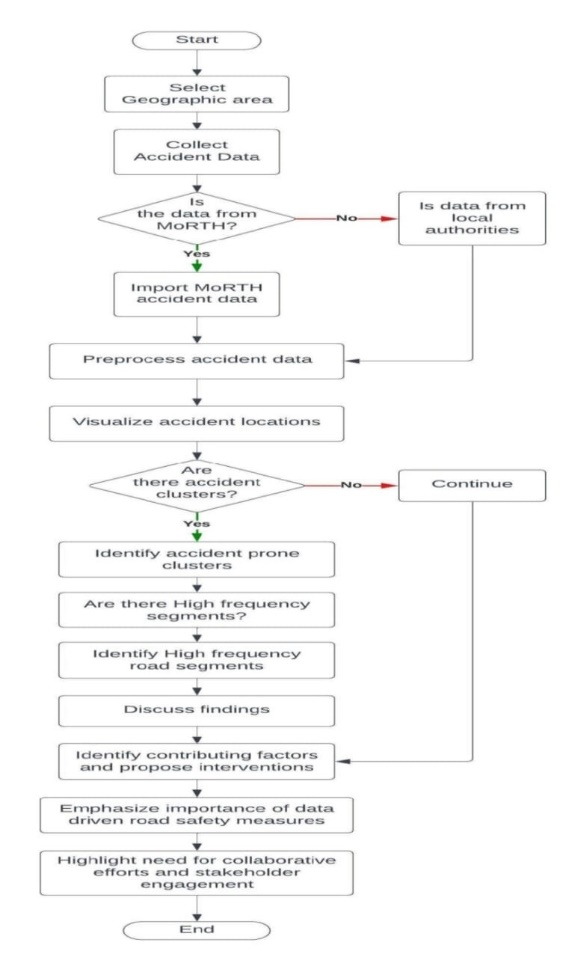 Start
Select
Geographic area
Collect
Accident Data
Is
the data from
MoRTH?
No
Is data from
local
authorities
Yes
Import MoRTH
accident data
Preprocess accident data
Visualize accident locations
Are
there accident
clusters?
No
Continue
Yes
Identify accident prone
clusters
Are there High frequency
segments?
Identify High frequency
road segments
Discuss findings
Identify contributing factors
and propose interventions
Emphasize importance of data
driven road safety measures
Highlight need for collaborative
efforts and stakeholder
engagement
End